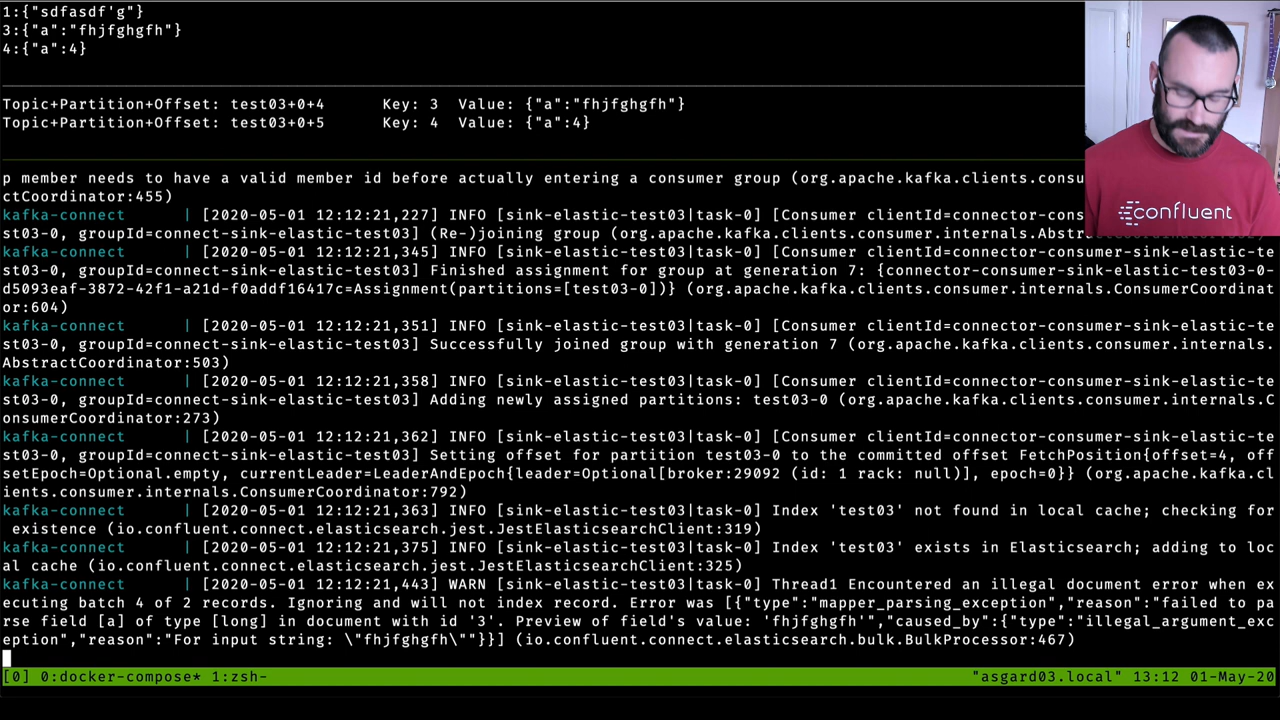 1:{"sdfasdf'g"}
3:{"a":"fhjfghgfh"}
4:{"a":4}
Topic+Partition+Offset: test03+0+4 Key: 3 Value: {"a":"fhjfghgfh"}
Topic+Partition+Offset: test03+0+5 Key: 4 Value: {"a":4}
p member needs to have a valid member id before actually entering a consumer group (org.apache.kafka.clients.consu
ctCoordinator:455)
kafka-connect | [2020-05-01 12:12:21,227] INFO [sink-elastic-test03|task-0] [Consumer clientId=connector-cons
st03-0, groupId=connect-sink-elastic-test03] (Re-)joining group (org.apache.kafka.clients.consumer.internals.Abst
kafka-connect | [2020-05-01 12:12:21,345] INFO [sink-elastic-test03|task-0] [Consumer clientId=connector-consumer-sink-elastic-te
st03-0, groupId=connect-sink-elastic-test03] Finished assignment for group at generation 7: {connector-consumer-sink-elastic-test03-0-
d5093eaf-3872-42f1-a21d-f0addf16417c=Assignment(partitions=[test03-0])} (org.apache.kafka.clients.consumer.internals.ConsumerCoordinat
or:604)
kafka-connect | [2020-05-01 12:12:21,351] INFO [sink-elastic-test03|task-0] [Consumer clientId=connector-consumer-sink-elastic-te
st03-0, groupId=connect-sink-elastic-test03] Successfully joined group with generation 7 (org.apache.kafka.clients.consumer.internals.
AbstractCoordinator:503)
kafka-connect | [2020-05-01 12:12:21,358] INFO [sink-elastic-test03|task-0] [Consumer clientId=connector-consumer-sink-elastic-te
st03-0, groupId=connect-sink-elastic-test03] Adding newly assigned partitions: test03-0 (org.apache.kafka.clients.consumer.internals.C
onsumerCoordinator:273)
kafka-connect | [2020-05-01 12:12:21,362] INFO [sink-elastic-test03|task-0] [Consumer clientId=connector-consumer-sink-elastic-te
st03-0, groupId=connect-sink-elastic-test03] Setting offset for partition test03-0 to the committed offset FetchPosition{offset=4, off
setEpoch=Optional.empty, currentLeader=LeaderAndEpoch{leader=Optional[broker:29092 (id: 1 rack: null)], epoch=0}} (org.apache.kafka.cl
ients.consumer.internals.ConsumerCoordinator:792)
kafka-connect | [2020-05-01 12:12:21,363] INFO [sink-elastic-test03|task-0] Index 'test03' not found in local cache; checking for
existence (io.confluent.connect.elasticsearch.jest.JestElasticsearchClient:319)
kafka-connect | [2020-05-01 12:12:21,375] INFO [sink-elastic-test03|task-0] Index 'test03' exists in Elasticsearch; adding to loc
al cache (io.confluent.connect.elasticsearch.jest.JestElasticsearchClient:325)
kafka-connect | [2020-05-01 12:12:21,443] WARN [sink-elastic-test03|task-0] Thread1 Encountered an illegal document error when ex
ecuting batch 4 of 2 records. Ignoring and will not index record. Error was [{"type":"mapper_parsing_exception","reason":"failed to pa
rse field [a] of type [long] in document with id '3'. Preview of field's value: 'fhjfghgfh'","caused_by":{"type":"illegal_argument_exc
eption","reason":"For input string: \"fhjfghgfh\""}}] (io.confluent.connect.elasticsearch.bulk.BulkProcessor:467)
[0] 0:docker-compose* 1:zsh- "asgard03.local" 13:12 01-May-20
confluent